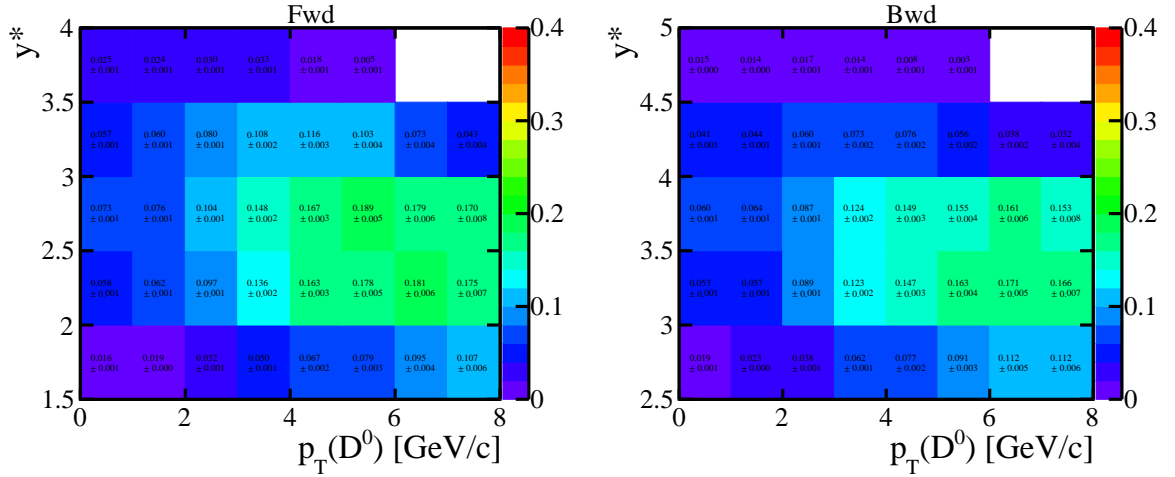 Fwd
y*
4
3.5
3
2.5
2
1.5
0.025 0.024 0.030 0.035 0.018 0.005
± 0.001 ± 0.001 ± 0.001 ± 0.001 ± 0.001 ± 0.001
0.057 0.060 0.080 0.108 0.116 0.103 0.073 0.043
± 0.001 ± 0.001 ± 0.001 ± 0.002 ± 0.003 ± 0.004 ± 0.004 ± 0.004
0.073 0.076 0.104 0.148 0.167 0.189 0.179 0.170
± 0.001 ± 0.001 ± 0.001 ± 0.002 ± 0.003 ± 0.005 ± 0.006 ± 0.008
0.058 0.062 0.097 0.136 0.163 0.178 0.181 0.175
± 0.001 ± 0.001 ± 0.001 ± 0.002 ± 0.003 ± 0.005 ± 0.006 ± 0.007
0.016 0.019 0.032 0.050 0.067 0.079 0.095 0.107
± 0.001 ± 0.000 ± 0.001 ± 0.001 ± 0.002 ± 0.003 ± 0.004 ± 0.006
0 2 4 6 8
p_T(D^0) [GeV/c]
0.4
0.3
0.2
0.1
0
Bwd
y*
5
4.5
4
3.5
3
2.5
0.015 0.014 0.017 0.014 0.008 0.003
± 0.000 ± 0.000 ± 0.001 ± 0.001 ± 0.001 ± 0.001
0.041 0.044 0.060 0.073 0.076 0.056 0.038 0.032
± 0.001 ± 0.001 ± 0.001 ± 0.002 ± 0.002 ± 0.002 ± 0.002 ± 0.004
0.060 0.064 0.087 0.124 0.149 0.155 0.161 0.153
± 0.001 ± 0.001 ± 0.001 ± 0.002 ± 0.003 ± 0.004 ± 0.006 ± 0.008
0.053 0.057 0.089 0.123 0.147 0.163 0.171 0.166
± 0.001 ± 0.001 ± 0.001 ± 0.002 ± 0.003 ± 0.004 ± 0.005 ± 0.007
0.019 0.023 0.038 0.062 0.077 0.091 0.112 0.112
± 0.001 ± 0.000 ± 0.001 ± 0.001 ± 0.002 ± 0.003 ± 0.005 ± 0.006
0 2 4 6 8
p_T(D^0) [GeV/c]
0.4
0.3
0.2
0.1
0